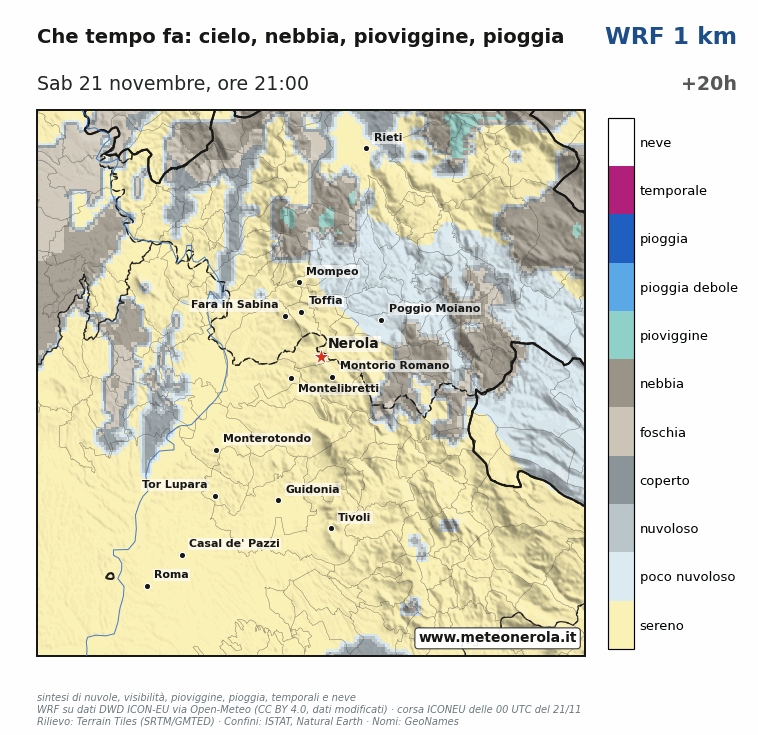 Che tempo fa: cielo, nebbia, pioviggine, pioggia
WRF 1 km
Sab 21 novembre, ore 21:00
+20h
Rieti
Mompeo
Fara in Sabina
Toffia
Poggio Moiano
Nerola
Montorio Romano
Montelibretti
Monterotondo
Tor Lupara
Guidonia
Tivoli
Casal de' Pazzi
Roma
www.meteonerola.it
neve
temporale
pioggia
pioggia debole
pioviggine
nebbia
foschia
coperto
nuvoloso
poco nuvoloso
sereno
sintesi di nuvole, visibilità, pioviggine, pioggia, temporali e neve
WRF su dati DWD ICON-EU via Open-Meteo (CC BY 4.0, dati modificati) · corsa ICONEU delle 00 UTC del 21/11
Rilievo: Terrain Tiles (SRTM/GMTED) · Confini: ISTAT, Natural Earth · Nomi: GeoNames